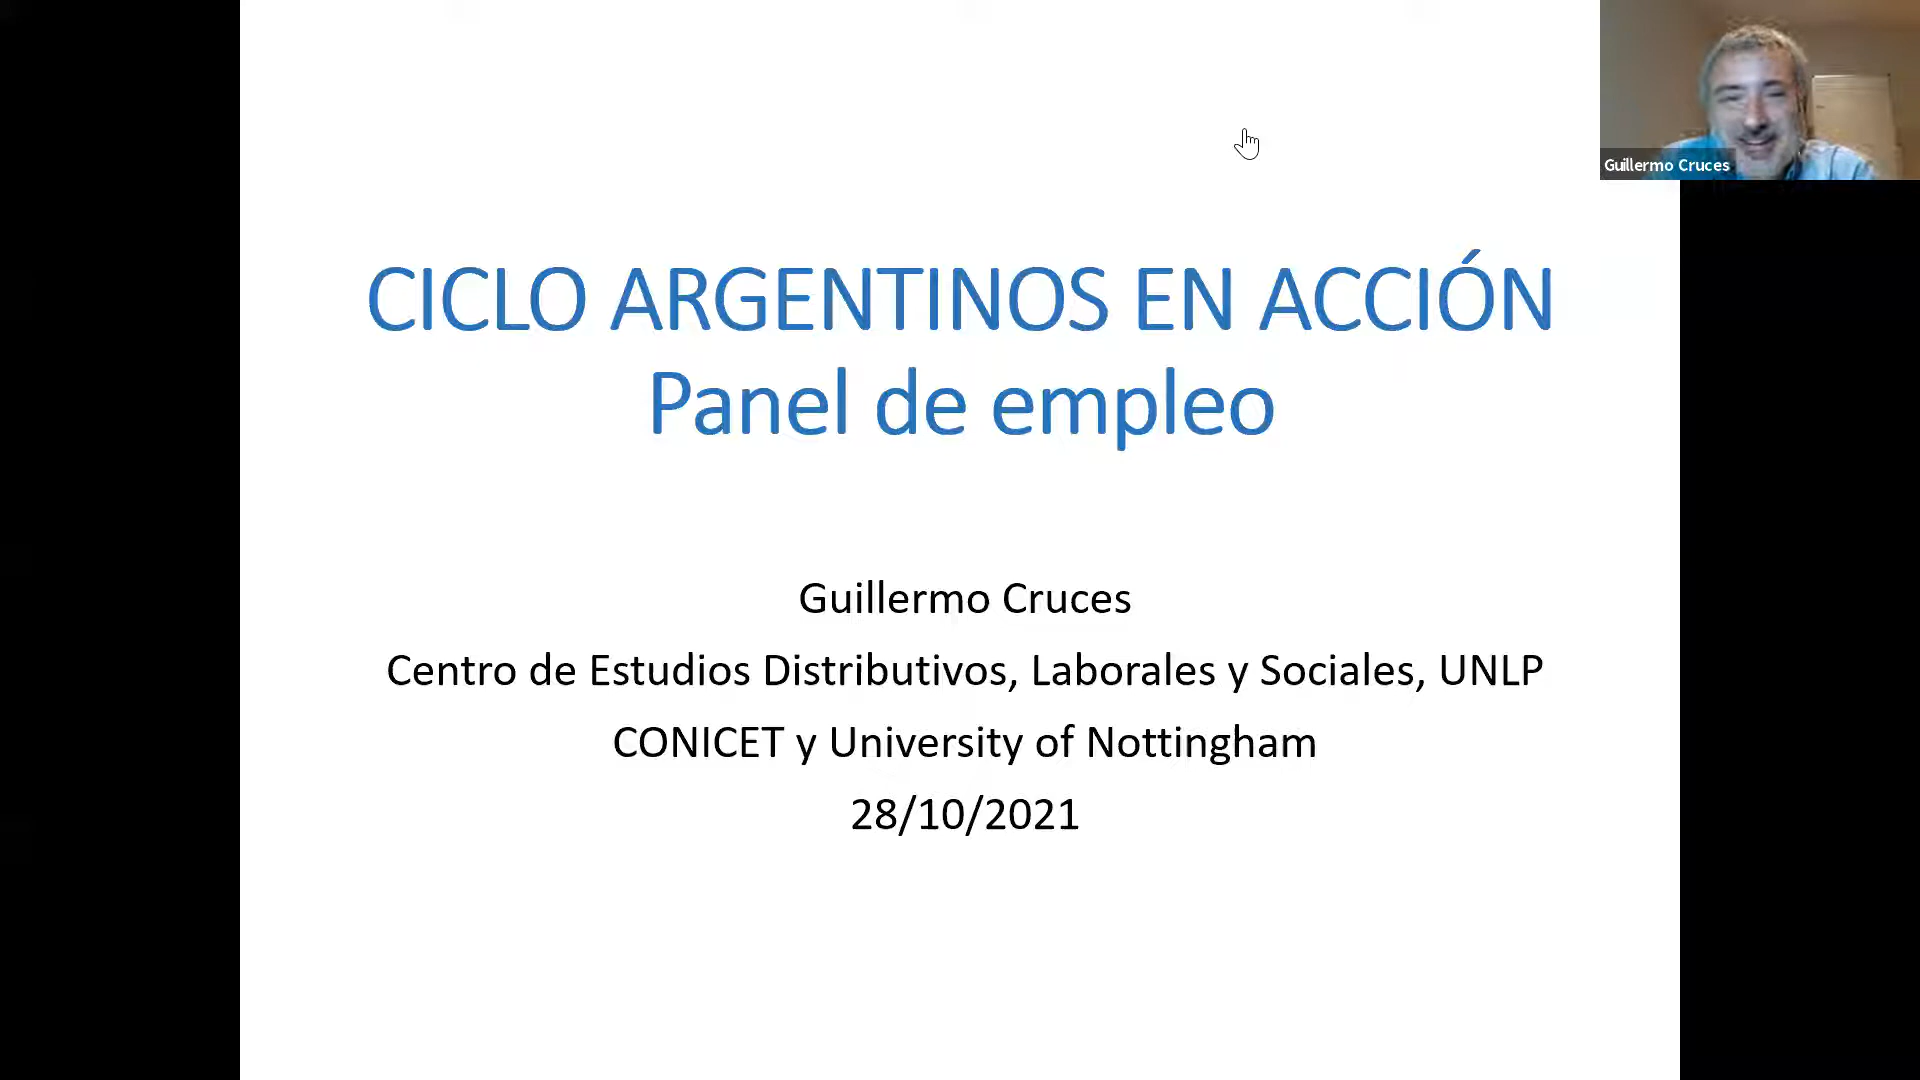 CICLO ARGENTINOS EN ACCIÓN
Panel de empleo
Guillermo Cruces
Centro de Estudios Distributivos, Laborales y Sociales, UNLP
CONICET y University of Nottingham
28/10/2021
Guillermo Cruces